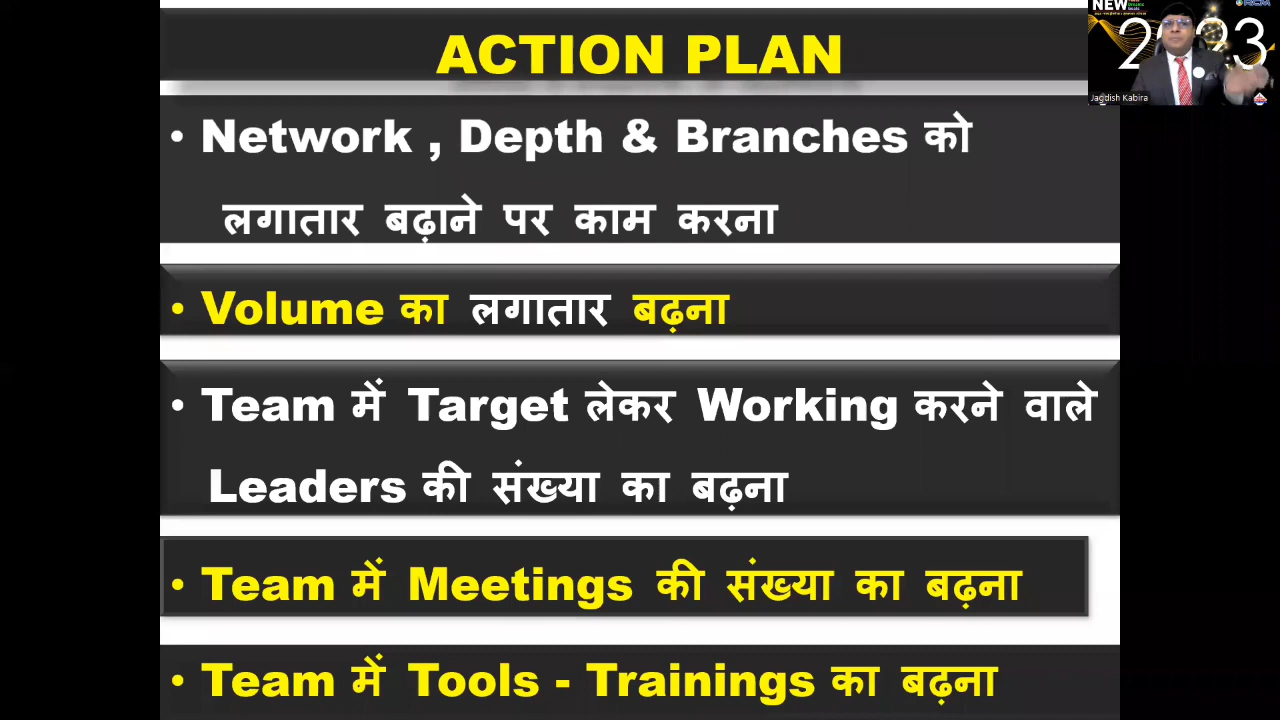 ACTION PLAN
• Network , Depth & Branches को
लगातार बढ़ाने पर काम करना
• Volume का लगातार बढ़ना
• Team में Target लेकर Working करने वाले
Leaders की संख्या का बढ़ना
• Team में Meetings की संख्या का बढ़ना
• Team में Tools - Trainings का बढ़ना
NEW
RCM
Jagdish Kabira